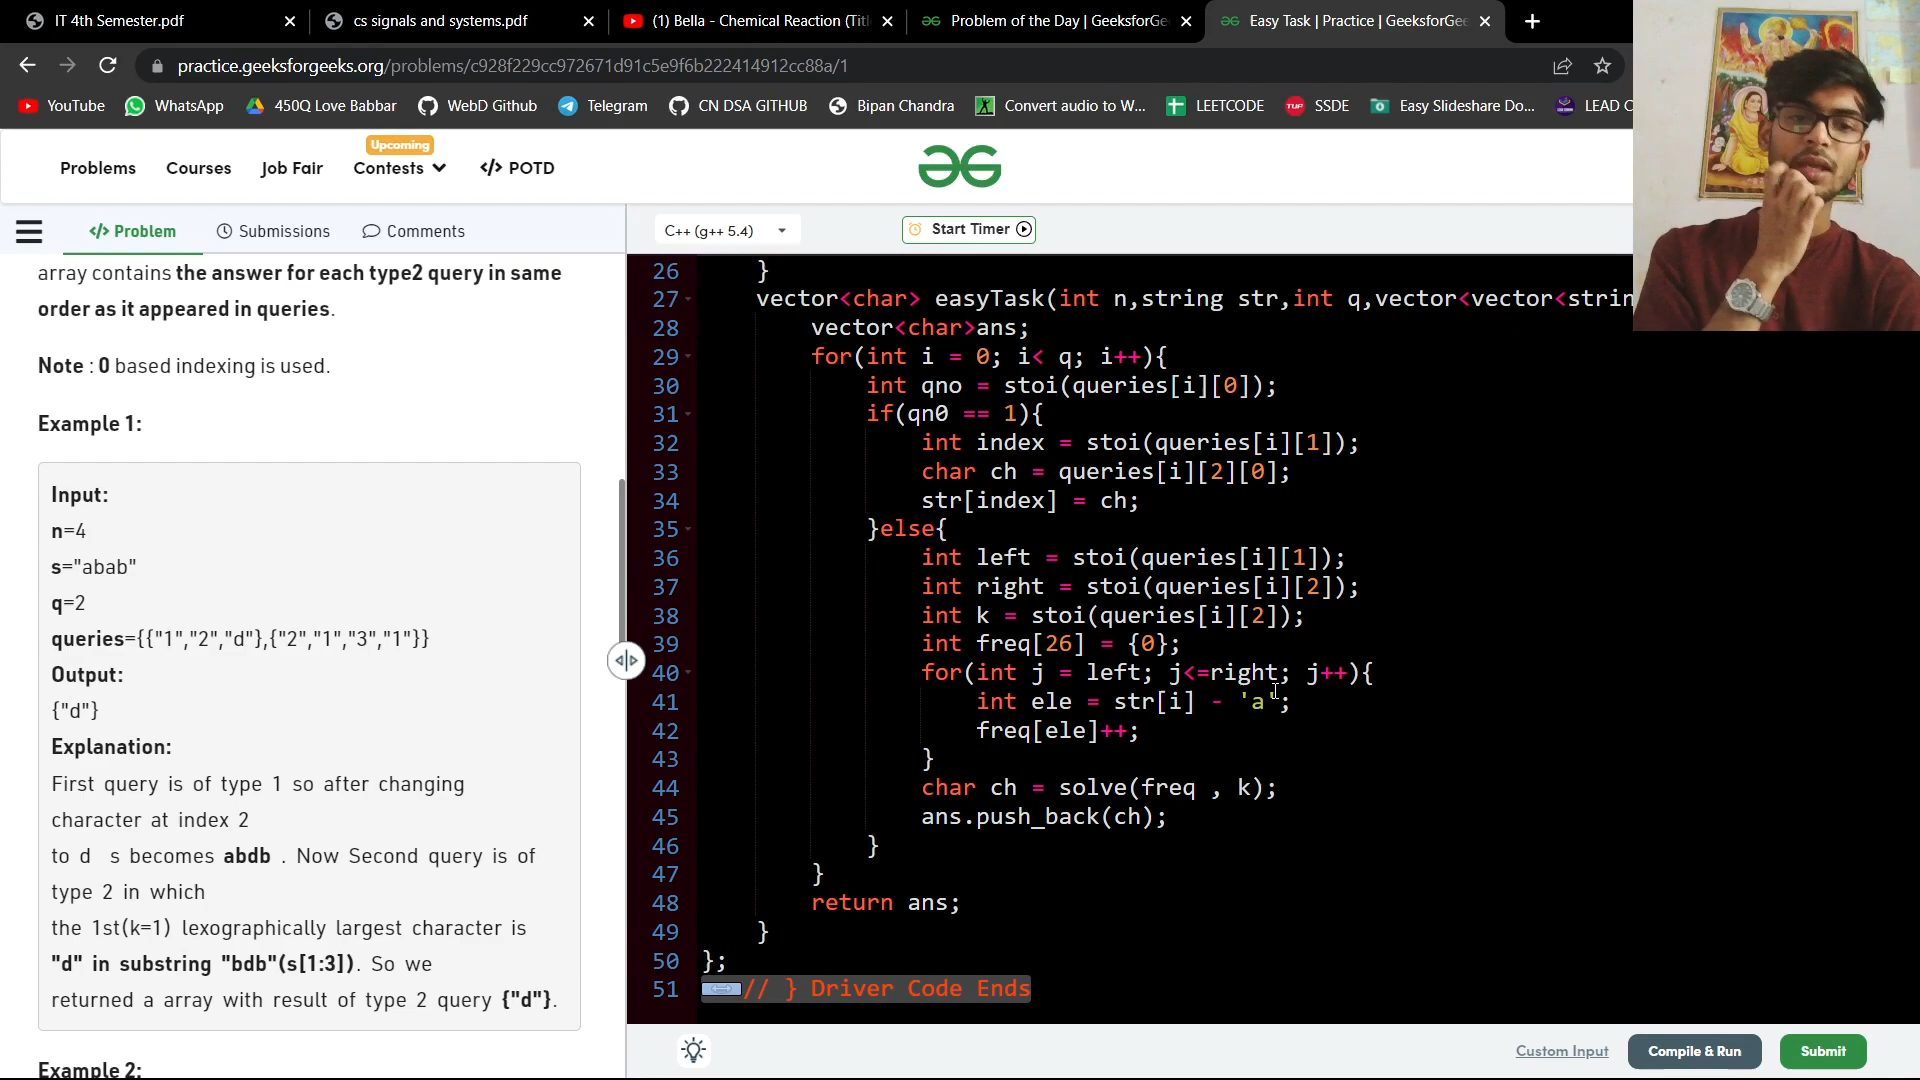 IT 4th Semester.pdf
cs signals and systems.pdf
(1) Bella - Chemical Reaction (Titl
Problem of the Day | GeeksforGe
Easy Task | Practice | GeeksforGee
practice.geeksforgeeks.org/problems/c928f229cc972671d91c5e9f6b222414912cc88a/1
YouTube
WhatsApp
450Q Love Babbar
WebD Github
Telegram
CN DSA GITHUB
Bipan Chandra
Convert audio to W...
LEETCODE
TUF
SSDE
Easy Slideshare Do...
LEAD C
Upcoming
Problems
Courses
Job Fair
Contests
</> POTD
</> Problem
Submissions
Comments
C++ (g++ 5.4)
Start Timer
array contains the answer for each type2 query in same
order as it appeared in queries.
Note : 0 based indexing is used.
Example 1:
Input:
n=4
s="abab"
q=2
queries={{"1","2","d"},{"2","1","3","1"}}
Output:
{"d"}
Explanation:
First query is of type 1 so after changing
character at index 2
to d s becomes abdb . Now Second query is of
type 2 in which
the 1st(k=1) lexographically largest character is
"d" in substring "bdb"(s[1:3]). So we
returned a array with result of type 2 query {"d"}.
Example 2:
26 }
27 vector<char> easyTask(int n,string str,int q,vector<vector<strin
28 vector<char>ans;
29 for(int i = 0; i< q; i++){
30 int qno = stoi(queries[i][0]);
31 if(qn0 == 1){
32 int index = stoi(queries[i][1]);
33 char ch = queries[i][2][0];
34 str[index] = ch;
35 }else{
36 int left = stoi(queries[i][1]);
37 int right = stoi(queries[i][2]);
38 int k = stoi(queries[i][2]);
39 int freq[26] = {0};
40 for(int j = left; j<=right; j++){
41 int ele = str[i] - 'a';
42 freq[ele]++;
43 }
44 char ch = solve(freq , k);
45 ans.push_back(ch);
46 }
47 }
48 return ans;
49 }
50 };
51 // } Driver Code Ends
Custom Input
Compile & Run
Submit